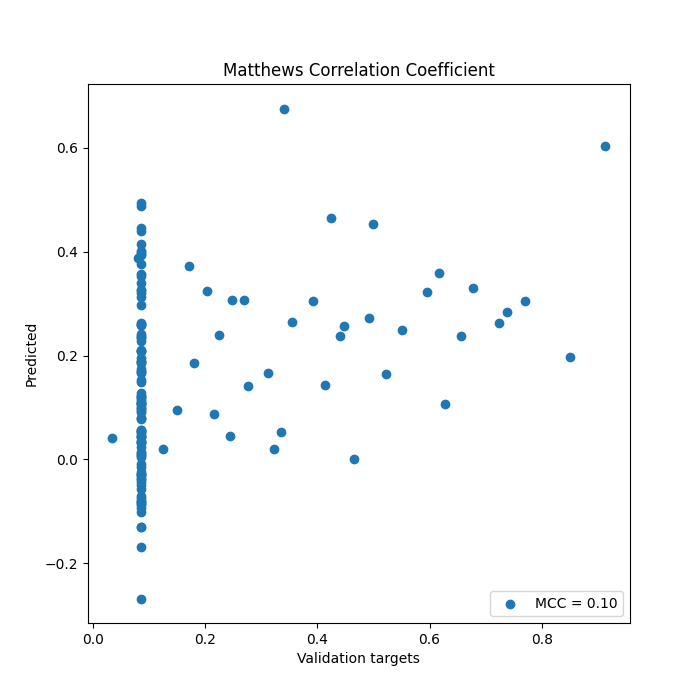 Matthews Correlation Coefficient
0.6
0.4
0.2
0.0
−0.2
Predicted
MCC = 0.10
0.0 0.2 0.4 0.6 0.8
Validation targets